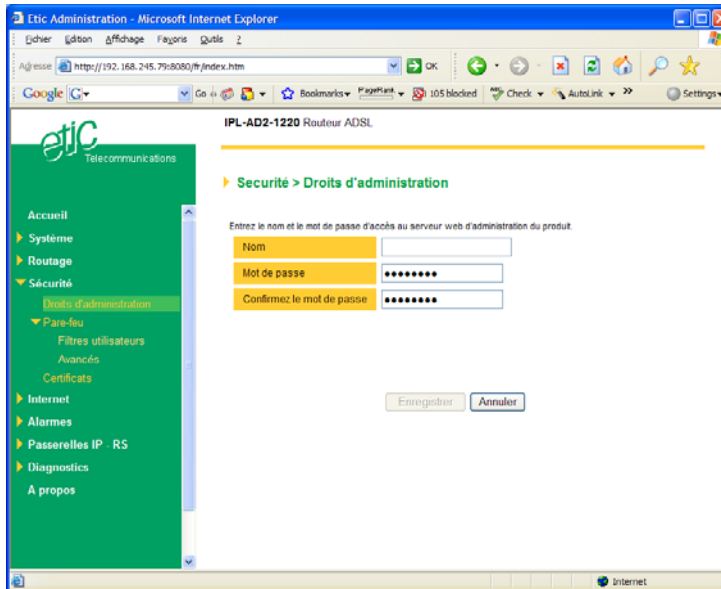 Etic Administration - Microsoft Internet Explorer
Fichier Edition Affichage Favoris Outils ?
Adresse http://192.168.245.79:8080/fr/index.htm OK
Google G Go Bookmarks PageRank 105 blocked Check AutoLink » Settings
etic
Telecommunications
IPL-AD2-1220 Routeur ADSL
Securité > Droits d'administration
Accueil
Système
Routage
Sécurité
Droits d'administration
Pare-feu
Filtres utilisateurs
Avancés
Certificats
Internet
Alarmes
Passerelles IP - RS
Diagnostics
A propos
Entrez le nom et le mot de passe d'accès au serveur web d'administration du produit.
Nom
Mot de passe ••••••••
Confirmez le mot de passe ••••••••
Enregistrer Annuler
Internet